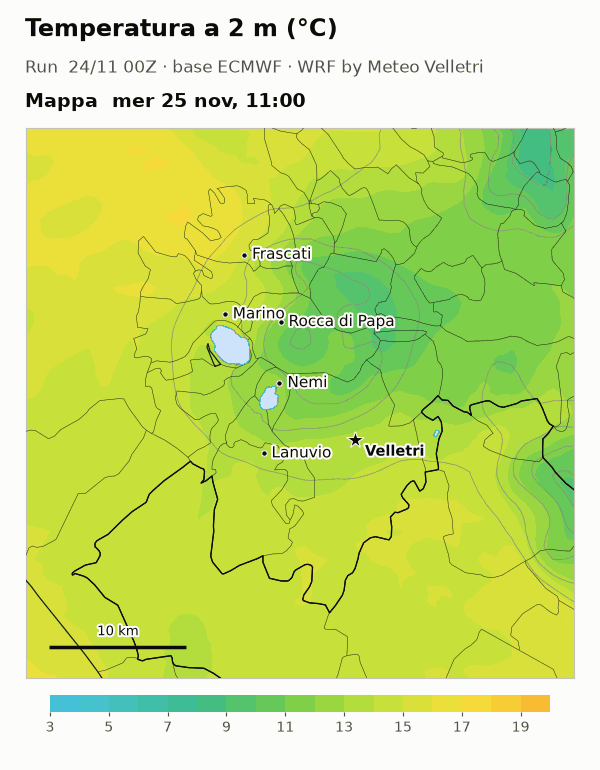 Temperatura a 2 m (°C)
Run  24/11 00Z · base ECMWF · WRF by Meteo Velletri
Mappa  mer 25 nov, 11:00
Frascati
Marino
Rocca di Papa
Nemi
Velletri
Lanuvio
10 km
3 5 7 9 11 13 15 17 19